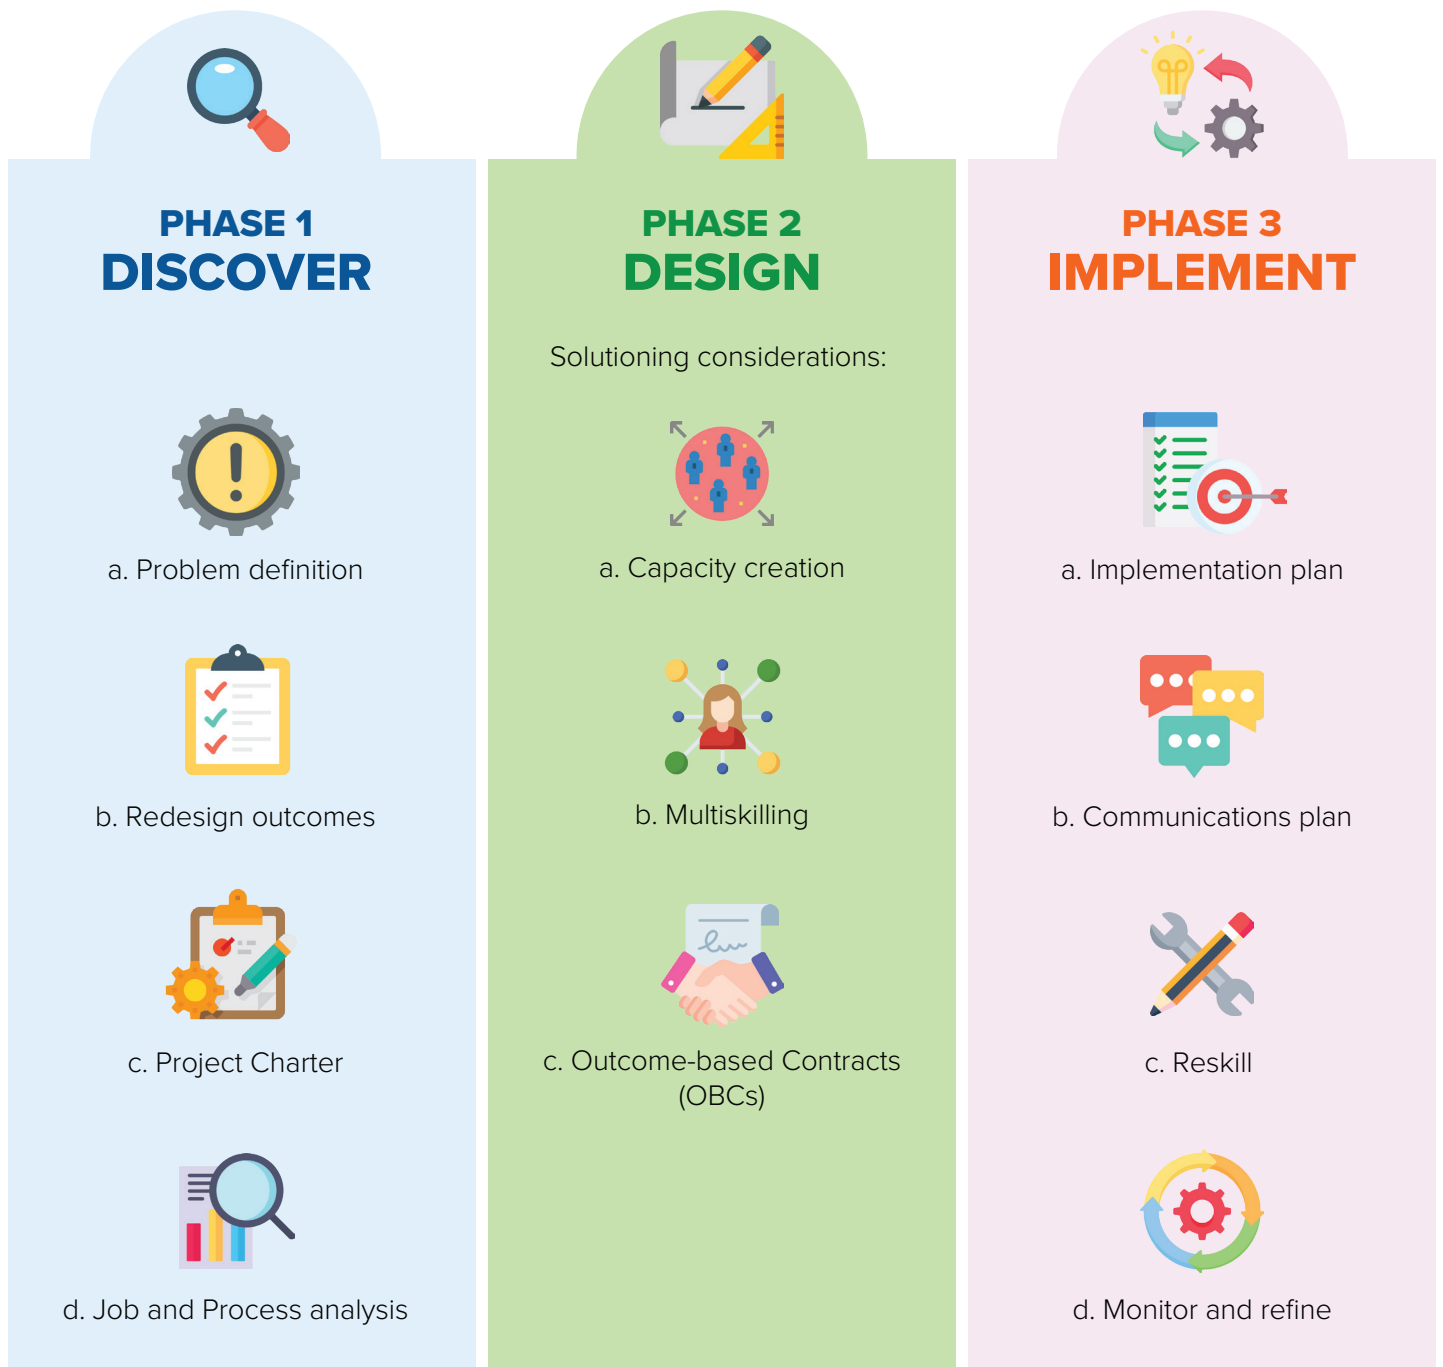 PHASE 1
DISCOVER
a. Problem definition
b. Redesign outcomes
c. Project Charter
d. Job and Process analysis
PHASE 2
DESIGN
Solutioning considerations:
a. Capacity creation
b. Multiskilling
c. Outcome-based Contracts
(OBCs)
PHASE 3
IMPLEMENT
a. Implementation plan
b. Communications plan
c. Reskill
d. Monitor and refine